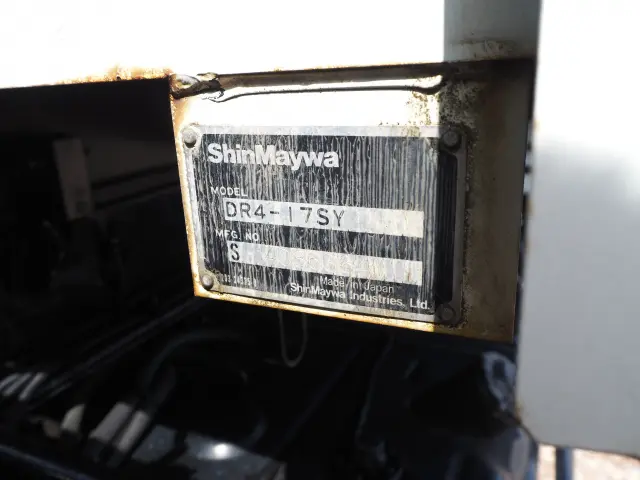 ShinMaywa
MODEL
DR4-17SY
MFG. NO.
S
Made in Japan
ShinMaywa Industries, Ltd.